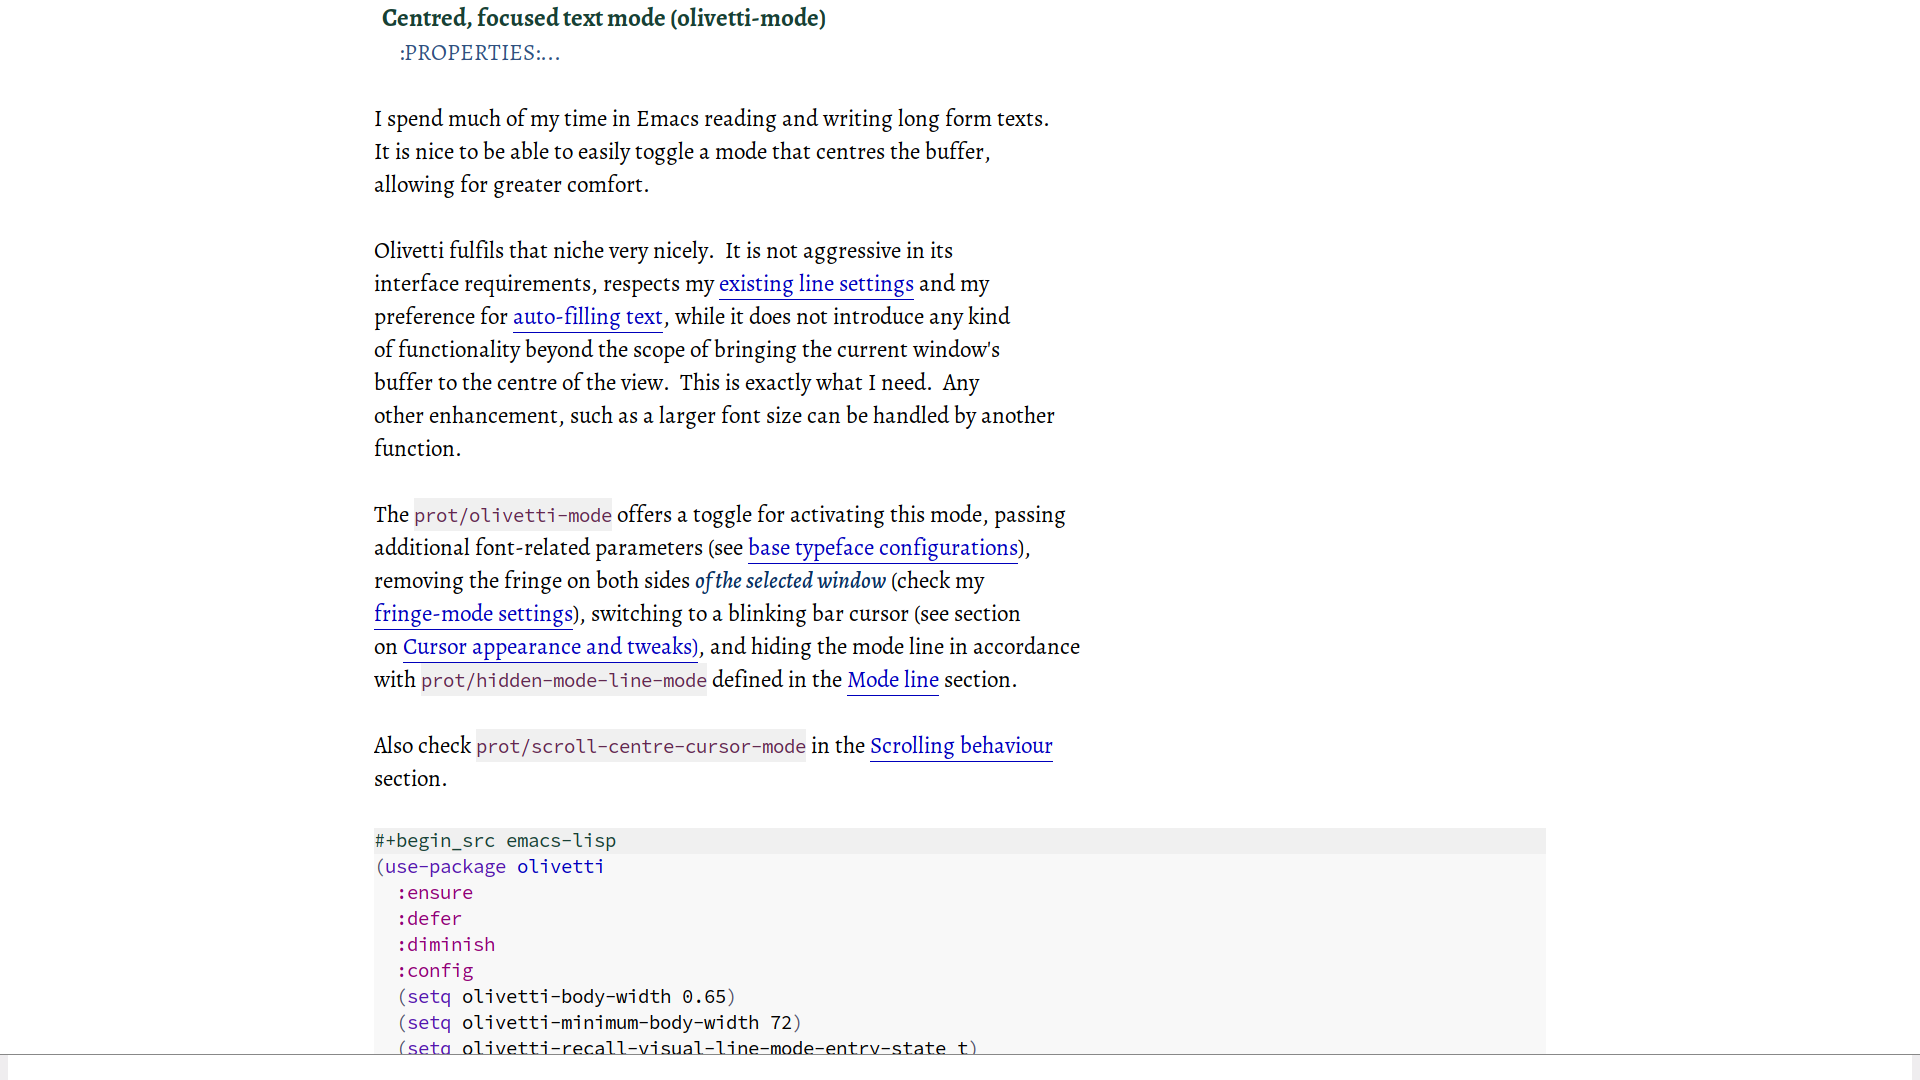 Centred, focused text mode (olivetti-mode)
:PROPERTIES:...
I spend much of my time in Emacs reading and writing long form texts.
It is nice to be able to easily toggle a mode that centres the buffer,
allowing for greater comfort.
Olivetti fulfils that niche very nicely.  It is not aggressive in its
interface requirements, respects my existing line settings and my
preference for auto-filling text, while it does not introduce any kind
of functionality beyond the scope of bringing the current window's
buffer to the centre of the view.  This is exactly what I need.  Any
other enhancement, such as a larger font size can be handled by another
function.
The prot/olivetti-mode offers a toggle for activating this mode, passing
additional font-related parameters (see base typeface configurations),
removing the fringe on both sides of the selected window (check my
fringe-mode settings), switching to a blinking bar cursor (see section
on Cursor appearance and tweaks), and hiding the mode line in accordance
with prot/hidden-mode-line-mode defined in the Mode line section.
Also check prot/scroll-centre-cursor-mode in the Scrolling behaviour
section.
#+begin_src emacs-lisp
(use-package olivetti
  :ensure
  :defer
  :diminish
  :config
  (setq olivetti-body-width 0.65)
  (setq olivetti-minimum-body-width 72)
  (setq olivetti-recall-visual-line-mode-entry-state t)